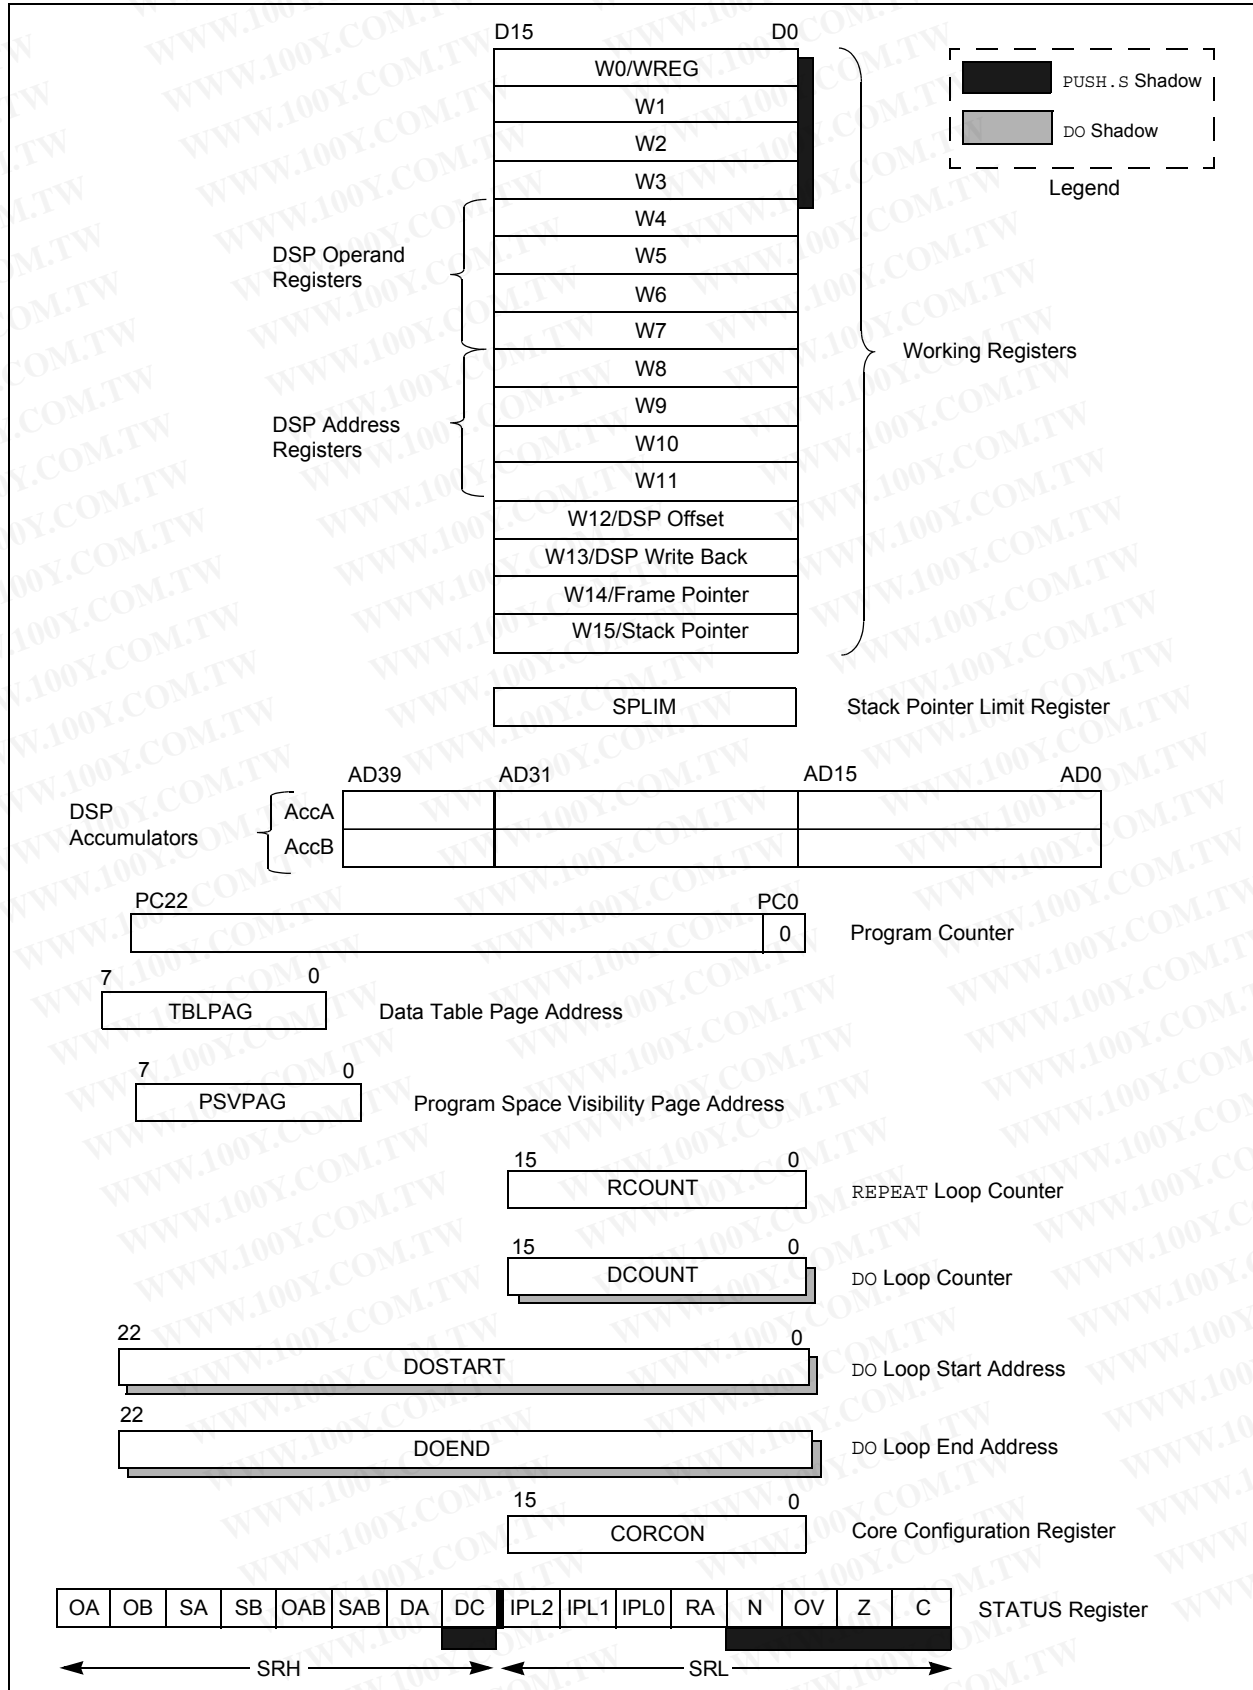 D15 D0
W0/WREG
W1
W2
W3
W4
W5
W6
W7
W8
W9
W10
W11
W12/DSP Offset
W13/DSP Write Back
W14/Frame Pointer
W15/Stack Pointer
PUSH.S Shadow
DO Shadow
Legend
DSP Operand
Registers
DSP Address
Registers
Working Registers
SPLIM Stack Pointer Limit Register
AD39 AD31 AD15 AD0
DSP
Accumulators
AccA
AccB
PC22 PC0
0 Program Counter
7 0
TBLPAG Data Table Page Address
7 0
PSVPAG Program Space Visibility Page Address
15 0
RCOUNT REPEAT Loop Counter
15 0
DCOUNT DO Loop Counter
22 0
DOSTART DO Loop Start Address
22
DOEND DO Loop End Address
15 0
CORCON Core Configuration Register
OA OB SA SB OAB SAB DA DC IPL2 IPL1 IPL0 RA N OV Z C STATUS Register
SRH SRL
WWW.100Y.COM.TW